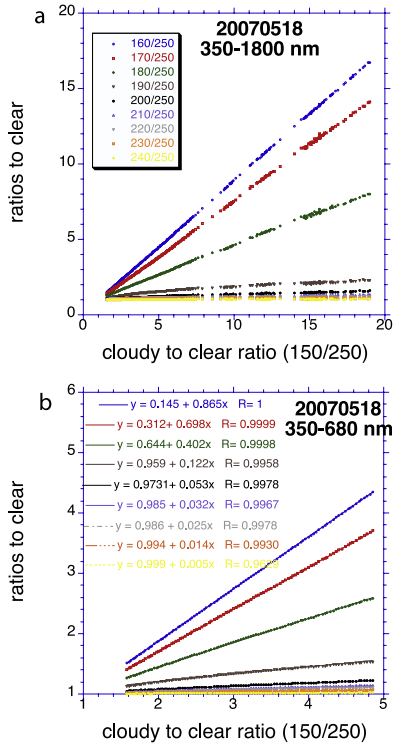 a
20070518
350-1800 nm
160/250
170/250
180/250
190/250
200/250
210/250
220/250
230/250
240/250
20
15
10
5
0
ratios to clear
0 5 10 15 20
cloudy to clear ratio (150/250)
b
20070518
350-680 nm
y = 0.145 + 0.865x R= 1
y = 0.312+ 0.698x R= 0.9999
y = 0.644+ 0.402x R= 0.9998
y = 0.959 + 0.122x R= 0.9958
y = 0.9731+ 0.053x R= 0.9978
y = 0.985 + 0.032x R= 0.9967
y = 0.986 + 0.025x R= 0.9978
y = 0.994 + 0.014x R= 0.9930
y = 0.999 + 0.005x
6
5
4
3
2
1
ratios to clear
1 2 3 4 5
cloudy to clear ratio (150/250)